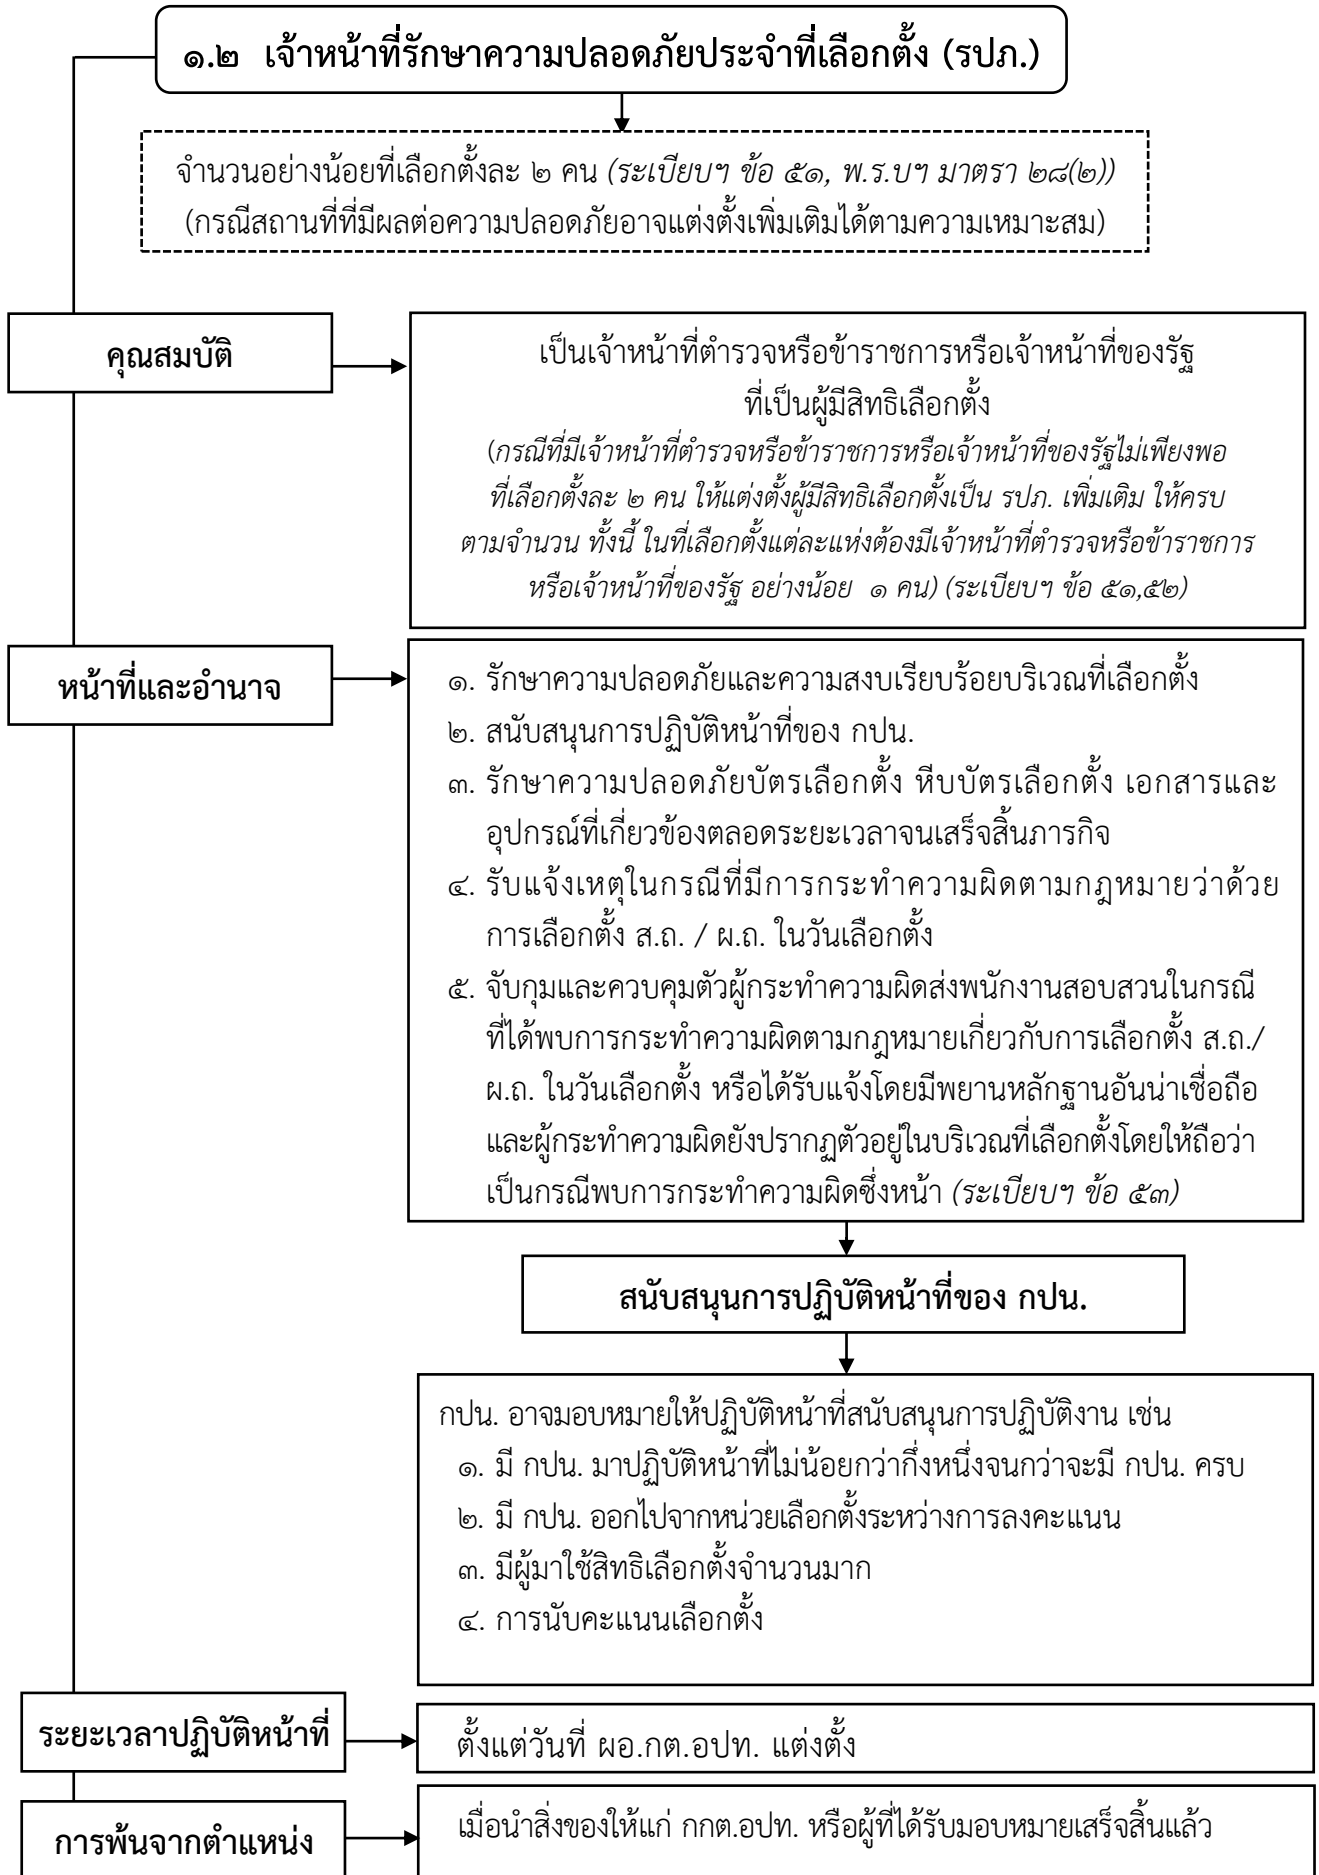 ๑.๒ เจ้าหน้าที่รักษาความปลอดภัยประจำที่เลือกตั้ง (รปภ.)
จำนวนอย่างน้อยที่เลือกตั้งละ ๒ คน (ระเบียบฯ ข้อ ๕๑, พ.ร.บฯ มาตรา ๒๘(๒))
(กรณีสถานที่ที่มีผลต่อความปลอดภัยอาจแต่งตั้งเพิ่มเติมได้ตามความเหมาะสม)
คุณสมบัติ
เป็นเจ้าหน้าที่ตำรวจหรือข้าราชการหรือเจ้าหน้าที่ของรัฐ
ที่เป็นผู้มีสิทธิเลือกตั้ง
(กรณีที่มีเจ้าหน้าที่ตำรวจหรือข้าราชการหรือเจ้าหน้าที่ของรัฐไม่เพียงพอ
ที่เลือกตั้งละ ๒ คน ให้แต่งตั้งผู้มีสิทธิเลือกตั้งเป็น รปภ. เพิ่มเติม ให้ครบ
ตามจำนวน ทั้งนี้ ในที่เลือกตั้งแต่ละแห่งต้องมีเจ้าหน้าที่ตำรวจหรือข้าราชการ
หรือเจ้าหน้าที่ของรัฐ อย่างน้อย ๑ คน) (ระเบียบฯ ข้อ ๕๑,๕๒)
หน้าที่และอำนาจ
๑. รักษาความปลอดภัยและความสงบเรียบร้อยบริเวณที่เลือกตั้ง
๒. สนับสนุนการปฏิบัติหน้าที่ของ กปน.
๓. รักษาความปลอดภัยบัตรเลือกตั้ง หีบบัตรเลือกตั้ง เอกสารและ
อุปกรณ์ที่เกี่ยวข้องตลอดระยะเวลาจนเสร็จสิ้นภารกิจ
๔. รับแจ้งเหตุในกรณีที่มีการกระทำความผิดตามกฎหมายว่าด้วย
การเลือกตั้ง ส.ถ. / ผ.ถ. ในวันเลือกตั้ง
๕. จับกุมและควบคุมตัวผู้กระทำความผิดส่งพนักงานสอบสวนในกรณี
ที่ได้พบการกระทำความผิดตามกฎหมายเกี่ยวกับการเลือกตั้ง ส.ถ./
ผ.ถ. ในวันเลือกตั้ง หรือได้รับแจ้งโดยมีพยานหลักฐานอันน่าเชื่อถือ
และผู้กระทำความผิดยังปรากฏตัวอยู่ในบริเวณที่เลือกตั้งโดยให้ถือว่า
เป็นกรณีพบการกระทำความผิดซึ่งหน้า (ระเบียบฯ ข้อ ๕๓)
สนับสนุนการปฏิบัติหน้าที่ของ กปน.
กปน. อาจมอบหมายให้ปฏิบัติหน้าที่สนับสนุนการปฏิบัติงาน เช่น
๑. มี กปน. มาปฏิบัติหน้าที่ไม่น้อยกว่ากึ่งหนึ่งจนกว่าจะมี กปน. ครบ
๒. มี กปน. ออกไปจากหน่วยเลือกตั้งระหว่างการลงคะแนน
๓. มีผู้มาใช้สิทธิเลือกตั้งจำนวนมาก
๔. การนับคะแนนเลือกตั้ง
ระยะเวลาปฏิบัติหน้าที่
ตั้งแต่วันที่ ผอ.กต.อปท. แต่งตั้ง
การพ้นจากตำแหน่ง
เมื่อนำสิ่งของให้แก่ กกต.อปท. หรือผู้ที่ได้รับมอบหมายเสร็จสิ้นแล้ว